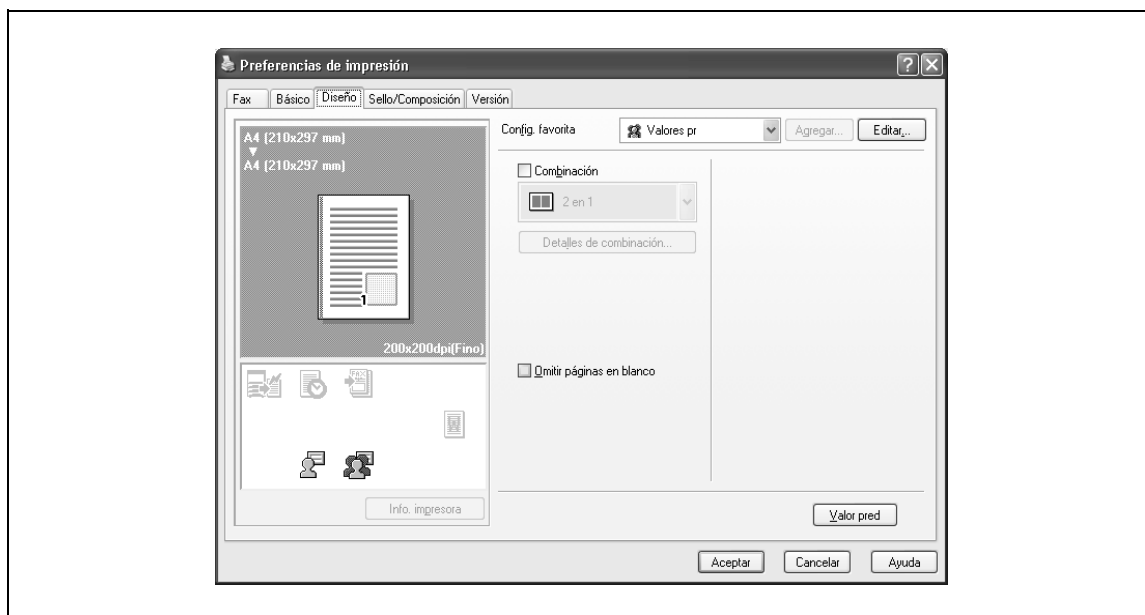 Preferencias de impresión
Fax Básico Diseño Sello/Composición Versión
A4 (210x297 mm)
A4 (210x297 mm)
1
200x200dpi(Fino)
Info. impresora
Config. favorita Valores pr Agregar... Editar...
Combinación
2 en 1
Detalles de combinación...
Omitir páginas en blanco
Valor pred
Aceptar Cancelar Ayuda